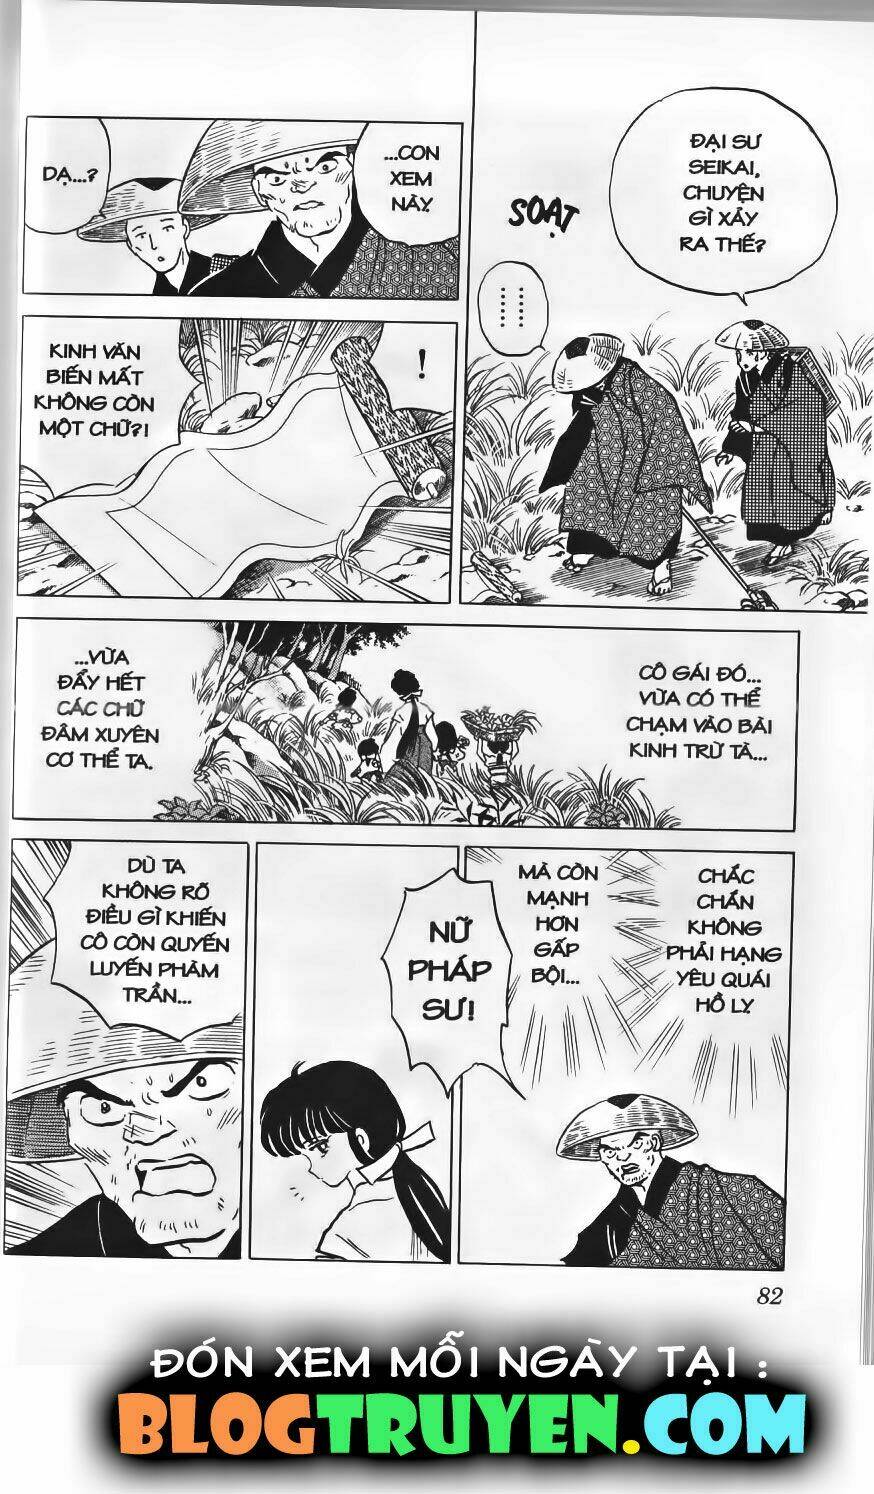 ĐẠI SƯ
SEIKAI,
CHUYỆN
GÌ XẢY
RA THẾ?
SOẠT
...CON
XEM
NÀY.
DẠ...?
!
KINH VĂN
BIẾN MẤT
KHÔNG CÒN
MỘT CHỮ?!
CÔ GÁI ĐÓ...
VỪA CÓ THỂ
CHẠM VÀO BÀI
KINH TRỪ TÀ...
...VỪA
ĐẨY HẾT
CÁC CHỮ
ĐÂM XUYÊN
CƠ THỂ TA.
CHẮC
CHẮN
KHÔNG
PHẢI HẠNG
YÊU QUÁI
HỒ LY.
MÀ CÒN
MẠNH
HƠN
GẤP
BỘI...
NỮ
PHÁP
SƯ!
DÙ TA
KHÔNG RÕ
ĐIỀU GÌ KHIẾN
CÔ CÒN QUYẾN
LUYẾN PHÀM
TRẦN...
82
ĐÓN XEM MỖI NGÀY TẠI :
BLOGTRUYEN.COM